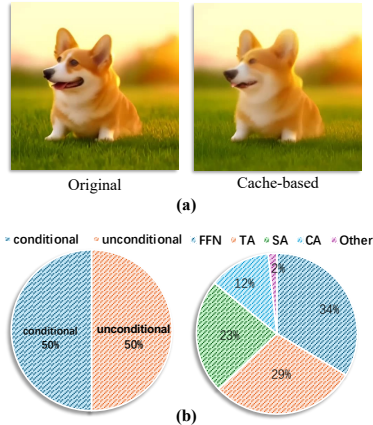 Original
Cache-based
(a)
conditional unconditional FFN TA SA CA Other
conditional
50%
unconditional
50%
2%
12%
34%
23%
29%
(b)